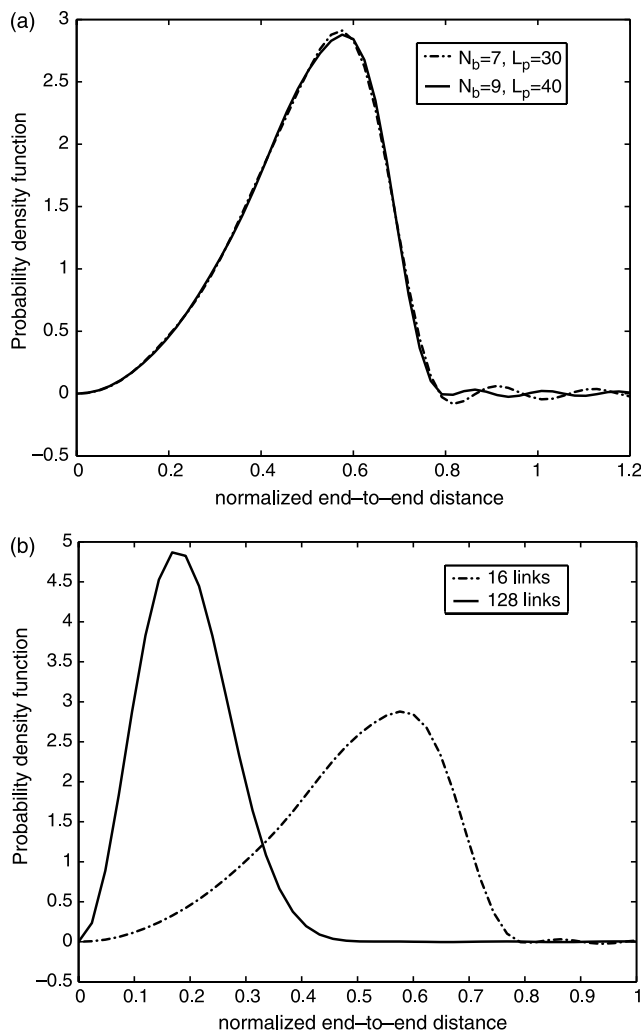 (a)
3
2.5
2
1.5
1
0.5
0
−0.5
Probability density function
N_b=7, L_p=30
N_b=9, L_p=40
0 0.2 0.4 0.6 0.8 1 1.2
normalized end−to−end distance
(b)
5
4.5
4
3.5
3
2.5
2
1.5
1
0.5
0
−0.5
Probability density function
16 links
128 links
0 0.1 0.2 0.3 0.4 0.5 0.6 0.7 0.8 0.9 1
normalized end−to−end distance